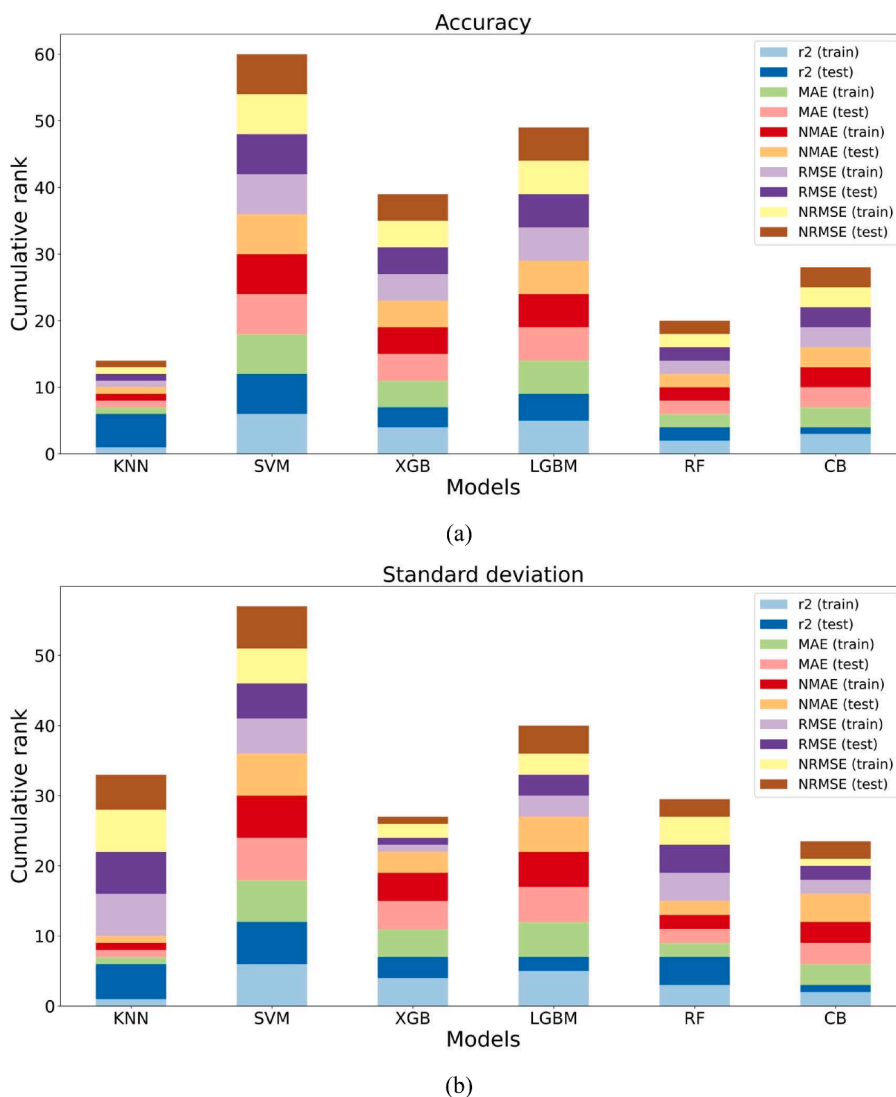 Accuracy
60
50
40
30
20
10
0
Cumulative rank
r2 (train)
r2 (test)
MAE (train)
MAE (test)
NMAE (train)
NMAE (test)
RMSE (train)
RMSE (test)
NRMSE (train)
NRMSE (test)
KNN SVM XGB LGBM RF CB
Models
(a)
Standard deviation
50
40
30
20
10
0
Cumulative rank
r2 (train)
r2 (test)
MAE (train)
MAE (test)
NMAE (train)
NMAE (test)
RMSE (train)
RMSE (test)
NRMSE (train)
NRMSE (test)
KNN SVM XGB LGBM RF CB
Models
(b)